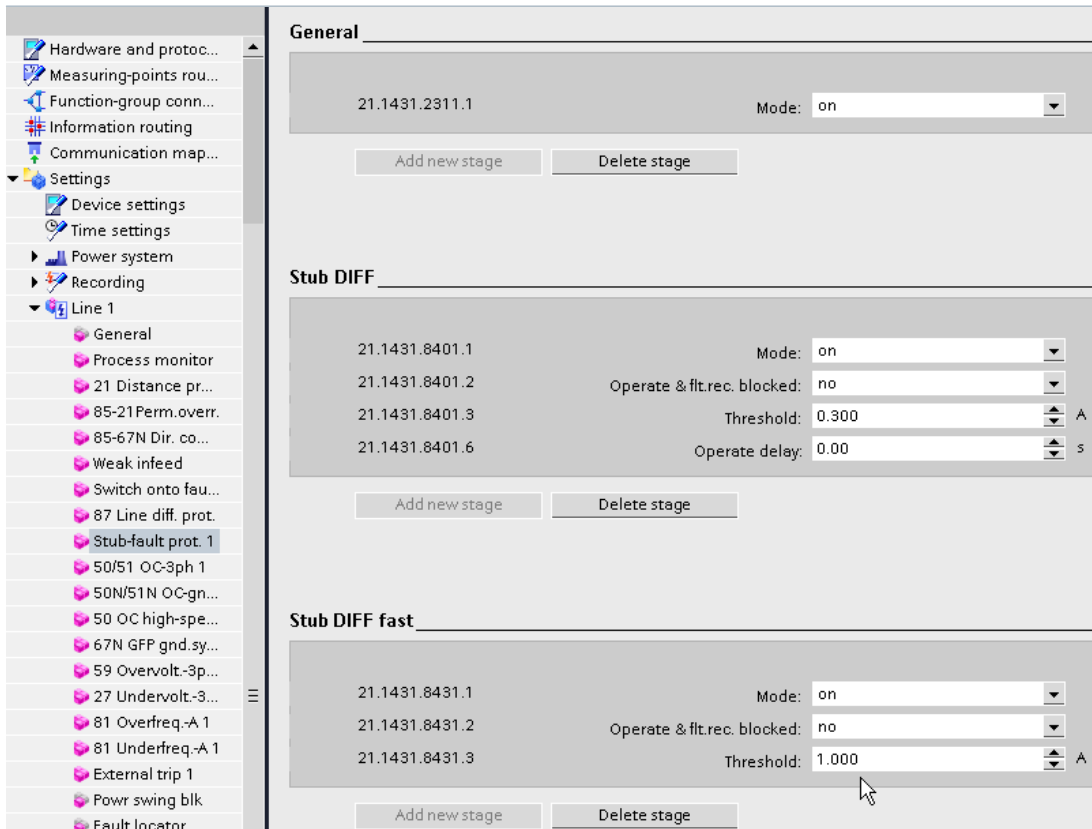 Hardware and protoc...
Measuring-points rou...
Function-group conn...
Information routing
Communication map...
Settings
Device settings
Time settings
Power system
Recording
Line 1
General
Process monitor
21 Distance pr...
85-21Perm.overr.
85-67N Dir. co...
Weak infeed
Switch onto fau...
87 Line diff. prot.
Stub-fault prot. 1
50/51 OC-3ph 1
50N/51N OC-gn...
50 OC high-spe...
67N GFP gnd.sy...
59 Overvolt.-3p...
27 Undervolt.-3...
81 Overfreq.-A 1
81 Underfreq.-A 1
External trip 1
Powr swing blk
Fault locator
General
21.1431.2311.1 Mode: on
Add new stage Delete stage
Stub DIFF
21.1431.8401.1 Mode: on
21.1431.8401.2 Operate & flt.rec. blocked: no
21.1431.8401.3 Threshold: 0.300 A
21.1431.8401.6 Operate delay: 0.00 s
Add new stage Delete stage
Stub DIFF fast
21.1431.8431.1 Mode: on
21.1431.8431.2 Operate & flt.rec. blocked: no
21.1431.8431.3 Threshold: 1.000 A
Add new stage Delete stage